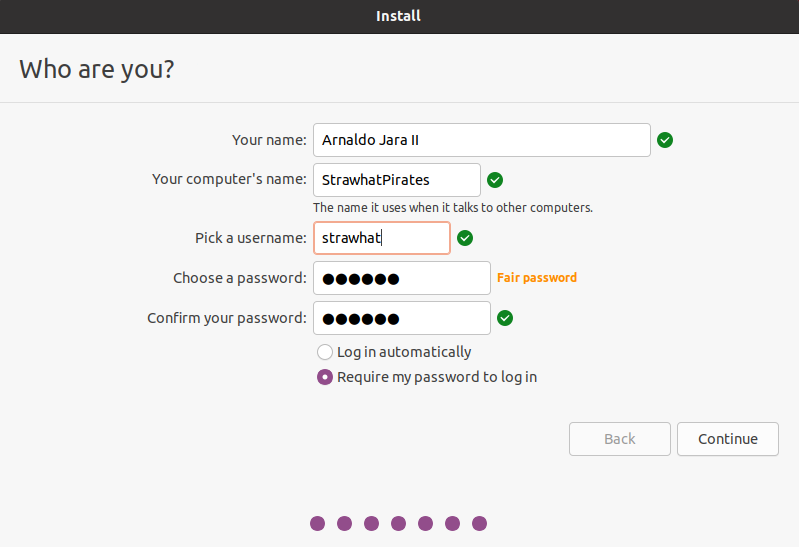 Install
Who are you?
Your name: Arnaldo Jara II
Your computer's name: StrawhatPirates
The name it uses when it talks to other computers.
Pick a username: strawhat
Choose a password: ●●●●●● Fair password
Confirm your password: ●●●●●●
Log in automatically
Require my password to log in
Back Continue